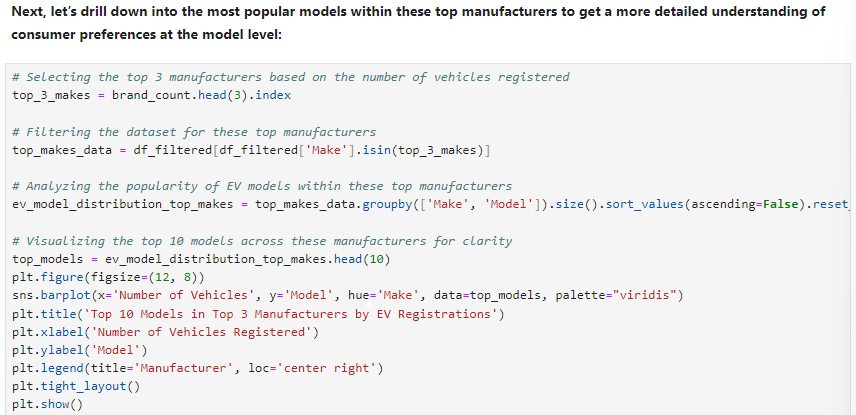 Next, let's drill down into the most popular models within these top manufacturers to get a more detailed understanding of
consumer preferences at the model level:
# Selecting the top 3 manufacturers based on the number of vehicles registered
top_3_makes = brand_count.head(3).index
# Filtering the dataset for these top manufacturers
top_makes_data = df_filtered[df_filtered['Make'].isin(top_3_makes)]
# Analyzing the popularity of EV models within these top manufacturers
ev_model_distribution_top_makes = top_makes_data.groupby(['Make', 'Model']).size().sort_values(ascending=False).reset_
# Visualizing the top 10 models across these manufacturers for clarity
top_models = ev_model_distribution_top_makes.head(10)
plt.figure(figsize=(12, 8))
sns.barplot(x='Number of Vehicles', y='Model', hue='Make', data=top_models, palette="viridis")
plt.title('Top 10 Models in Top 3 Manufacturers by EV Registrations')
plt.xlabel('Number of Vehicles Registered')
plt.ylabel('Model')
plt.legend(title='Manufacturer', loc='center right')
plt.tight_layout()
plt.show()